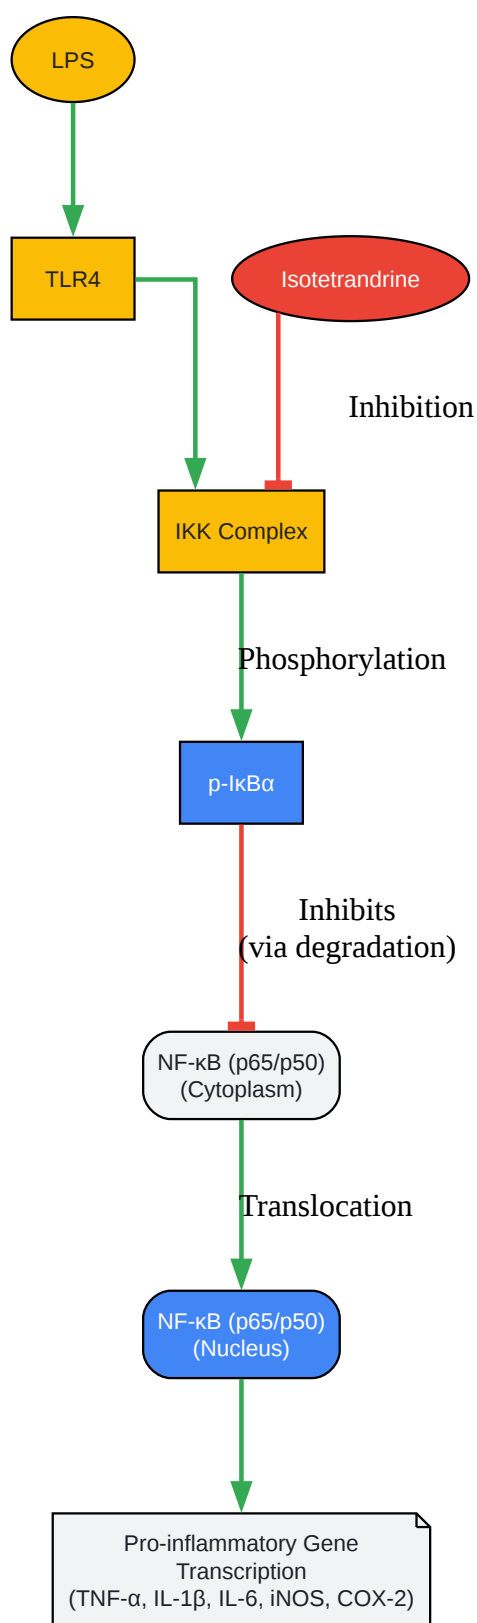 LPS
TLR4
Isotetrandrine
Inhibition
IKK Complex
Phosphorylation
p-IκBα
Inhibits
(via degradation)
NF-κB (p65/p50)
(Cytoplasm)
Translocation
NF-κB (p65/p50)
(Nucleus)
Pro-inflammatory Gene
Transcription
(TNF-α, IL-1β, IL-6, iNOS, COX-2)